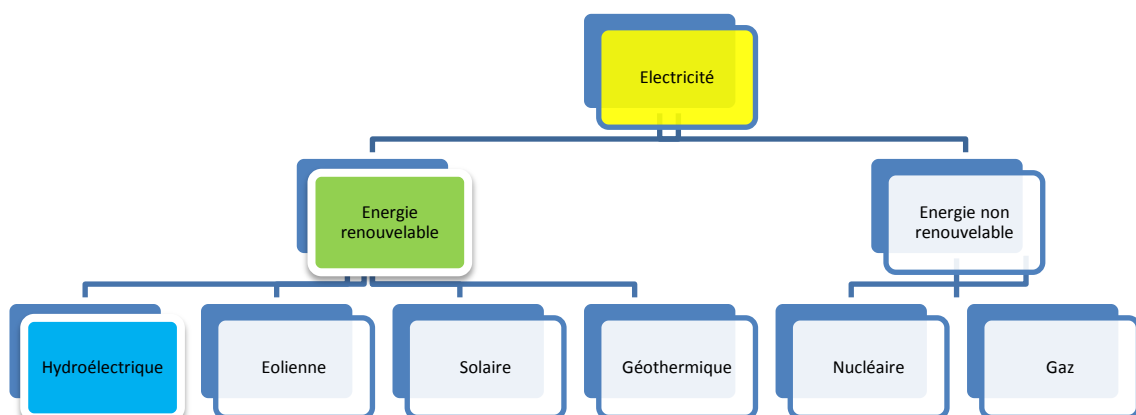 Electricité
Energie
renouvelable
Energie non
renouvelable
Hydroélectrique
Eolienne
Solaire
Géothermique
Nucléaire
Gaz